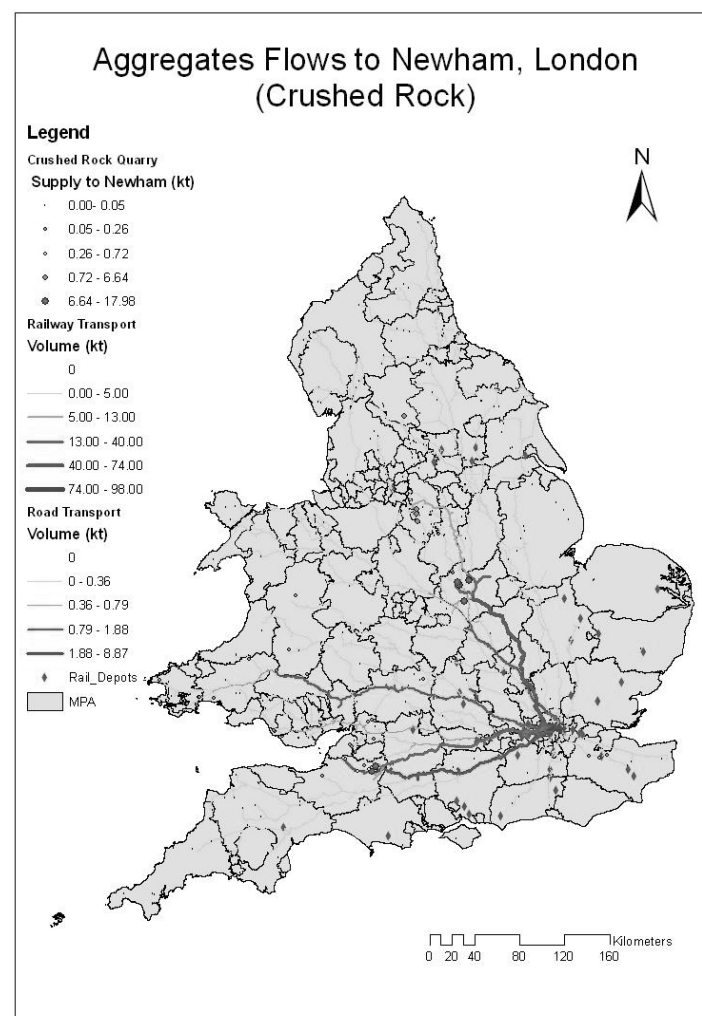 Aggregates Flows to Newham, London
(Crushed Rock)
Legend
Crushed Rock Quarry
Supply to Newham (kt)
0.00- 0.05
0.05 - 0.26
0.26 - 0.72
0.72 - 6.64
6.64 - 17.98
Railway Transport
Volume (kt)
0
0.00 - 5.00
5.00 - 13.00
13.00 - 40.00
40.00 - 74.00
74.00 - 98.00
Road Transport
Volume (kt)
0
0 - 0.36
0.36 - 0.79
0.79 - 1.88
1.88 - 8.87
Rail_Depots
MPA
N
Kilometers
0 20 40 80 120 160